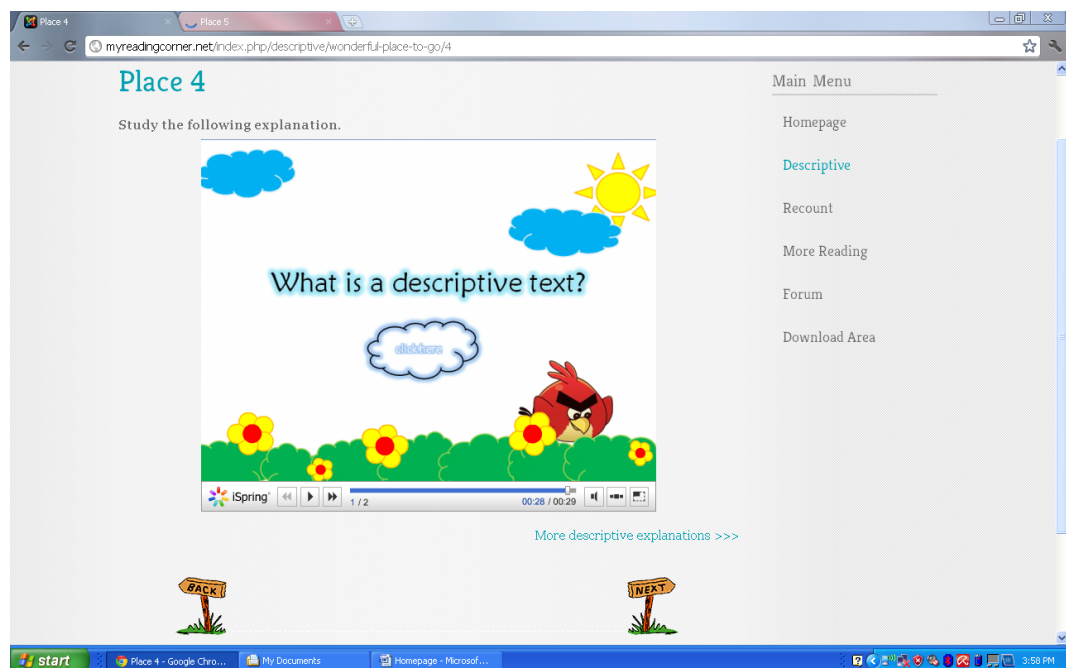 Place 4
Place 5
myreadingcorner.net/index.php/descriptive/wonderful-place-to-go/4
Place 4
Main Menu
Study the following explanation.
Homepage
Descriptive
Recount
More Reading
Forum
Download Area
What is a descriptive text?
click here
iSpring
1 / 2
00:28 / 00:29
More descriptive explanations >>>
BACK
NEXT
start
Place 4 - Google Chro...
My Documents
Homepage - Microsof...
3:58 PM